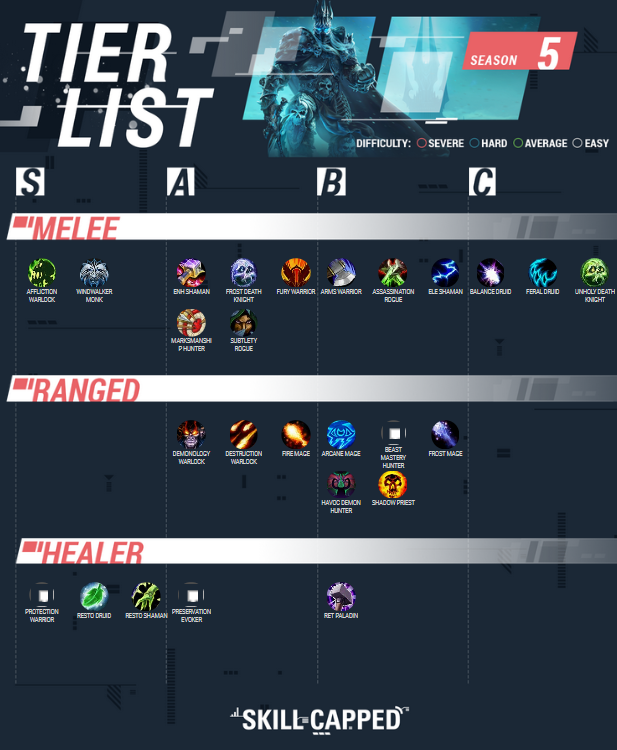 TIER
LIST
SEASON 5
DIFFICULTY: SEVERE HARD AVERAGE EASY
S A B C
MELEE
AFFLICTION
WARLOCK
WINDWALKER
MONK
ENH SHAMAN
FROST DEATH
KNIGHT
FURY WARRIOR
ARMS WARRIOR
ASSASSINATION
ROGUE
ELE SHAMAN
BALANCE DRUID
FERAL DRUID
UNHOLY DEATH
KNIGHT
MARKSMANSHI
P HUNTER
SUBTLETY
ROGUE
RANGED
DEMONOLOGY
WARLOCK
DESTRUCTION
WARLOCK
FIRE MAGE
ARCANE MAGE
BEAST
MASTERY
HUNTER
FROST MAGE
HAVOC DEMON
HUNTER
SHADOW PRIEST
HEALER
PROTECTION
WARRIOR
RESTO DRUID
RESTO SHAMAN
PRESERVATION
EVOKER
RET PALADIN
SKILL-CAPPED